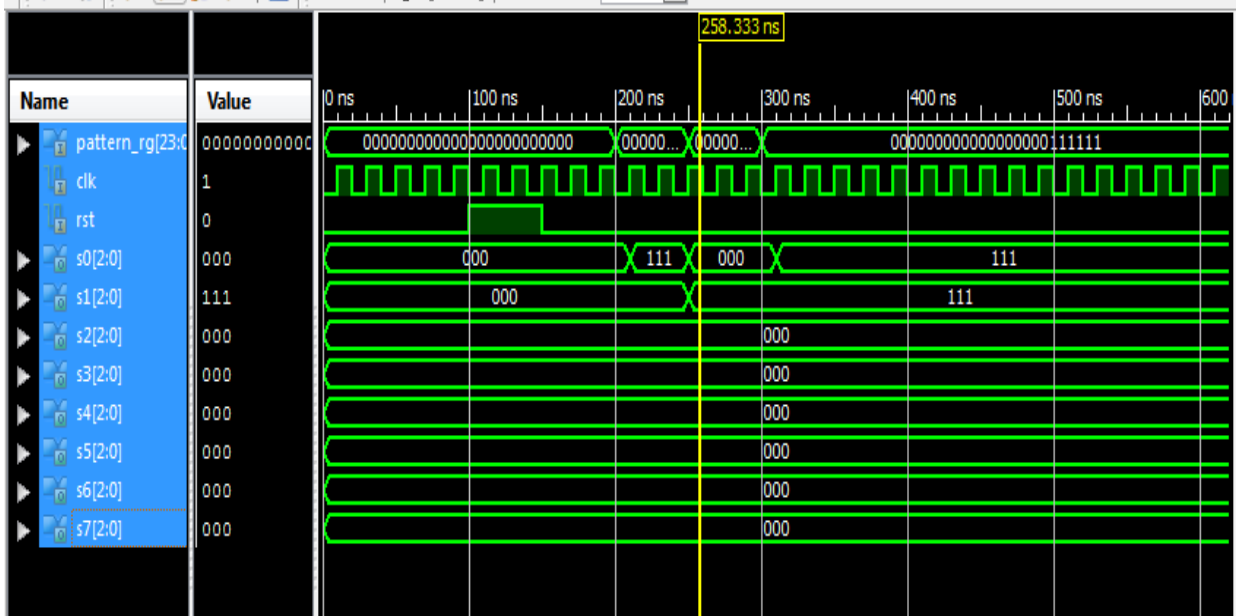 258.333 ns
Name Value 0 ns 100 ns 200 ns 300 ns 400 ns 500 ns 600
pattern_rg[23:0 000000000000 000000000000000000000000 00000... 00000... 000000000000000000111111
clk 1
rst 0
s0[2:0] 000 000 111 000 111
s1[2:0] 111 000 111
s2[2:0] 000 000
s3[2:0] 000 000
s4[2:0] 000 000
s5[2:0] 000 000
s6[2:0] 000 000
s7[2:0] 000 000